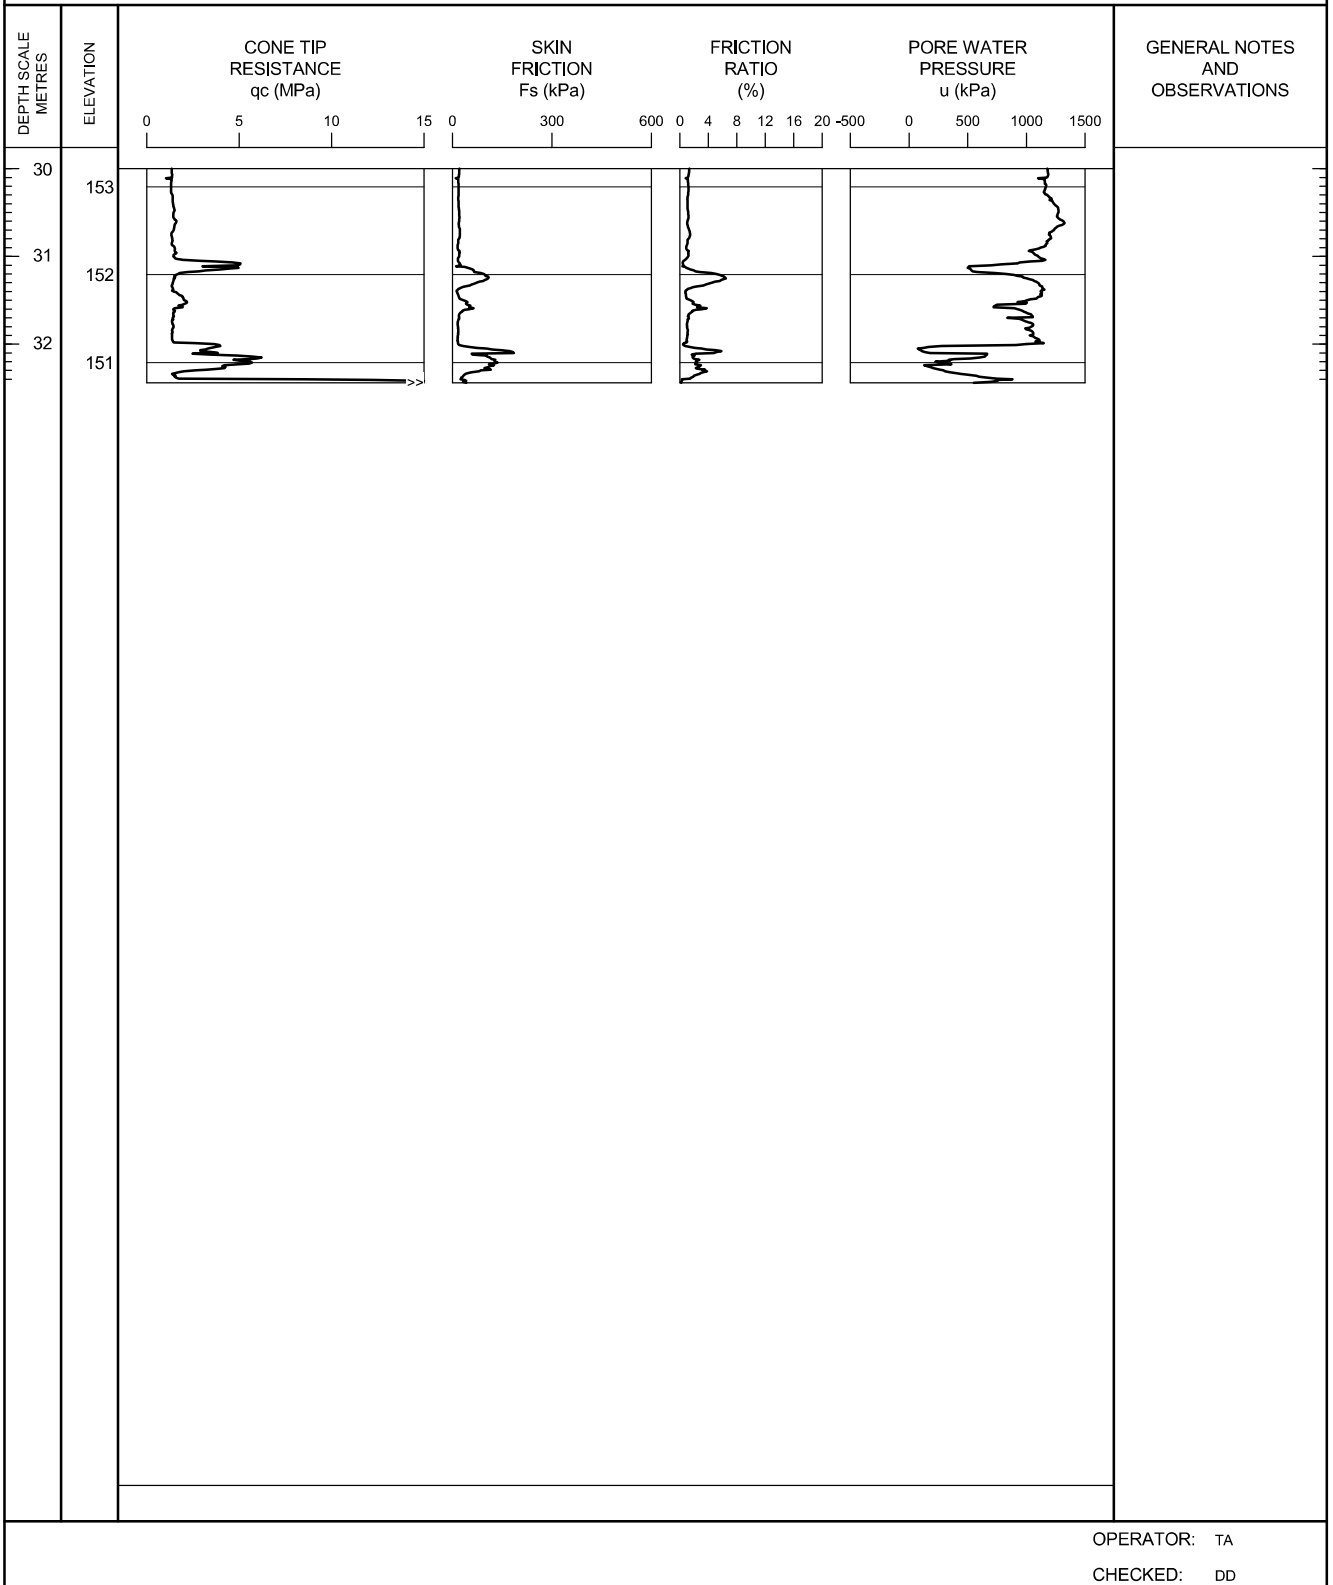 DEPTH SCALE
METRES
ELEVATION
CONE TIP
RESISTANCE
qc (MPa)
SKIN
FRICTION
Fs (kPa)
FRICTION
RATIO
(%)
PORE WATER
PRESSURE
u (kPa)
GENERAL NOTES
AND
OBSERVATIONS
0 5 10 15
0 300 600
0 4 8 12 16 20
-500 0 500 1000 1500
30
153
31
152
32
151
>>
OPERATOR: TA
CHECKED: DD